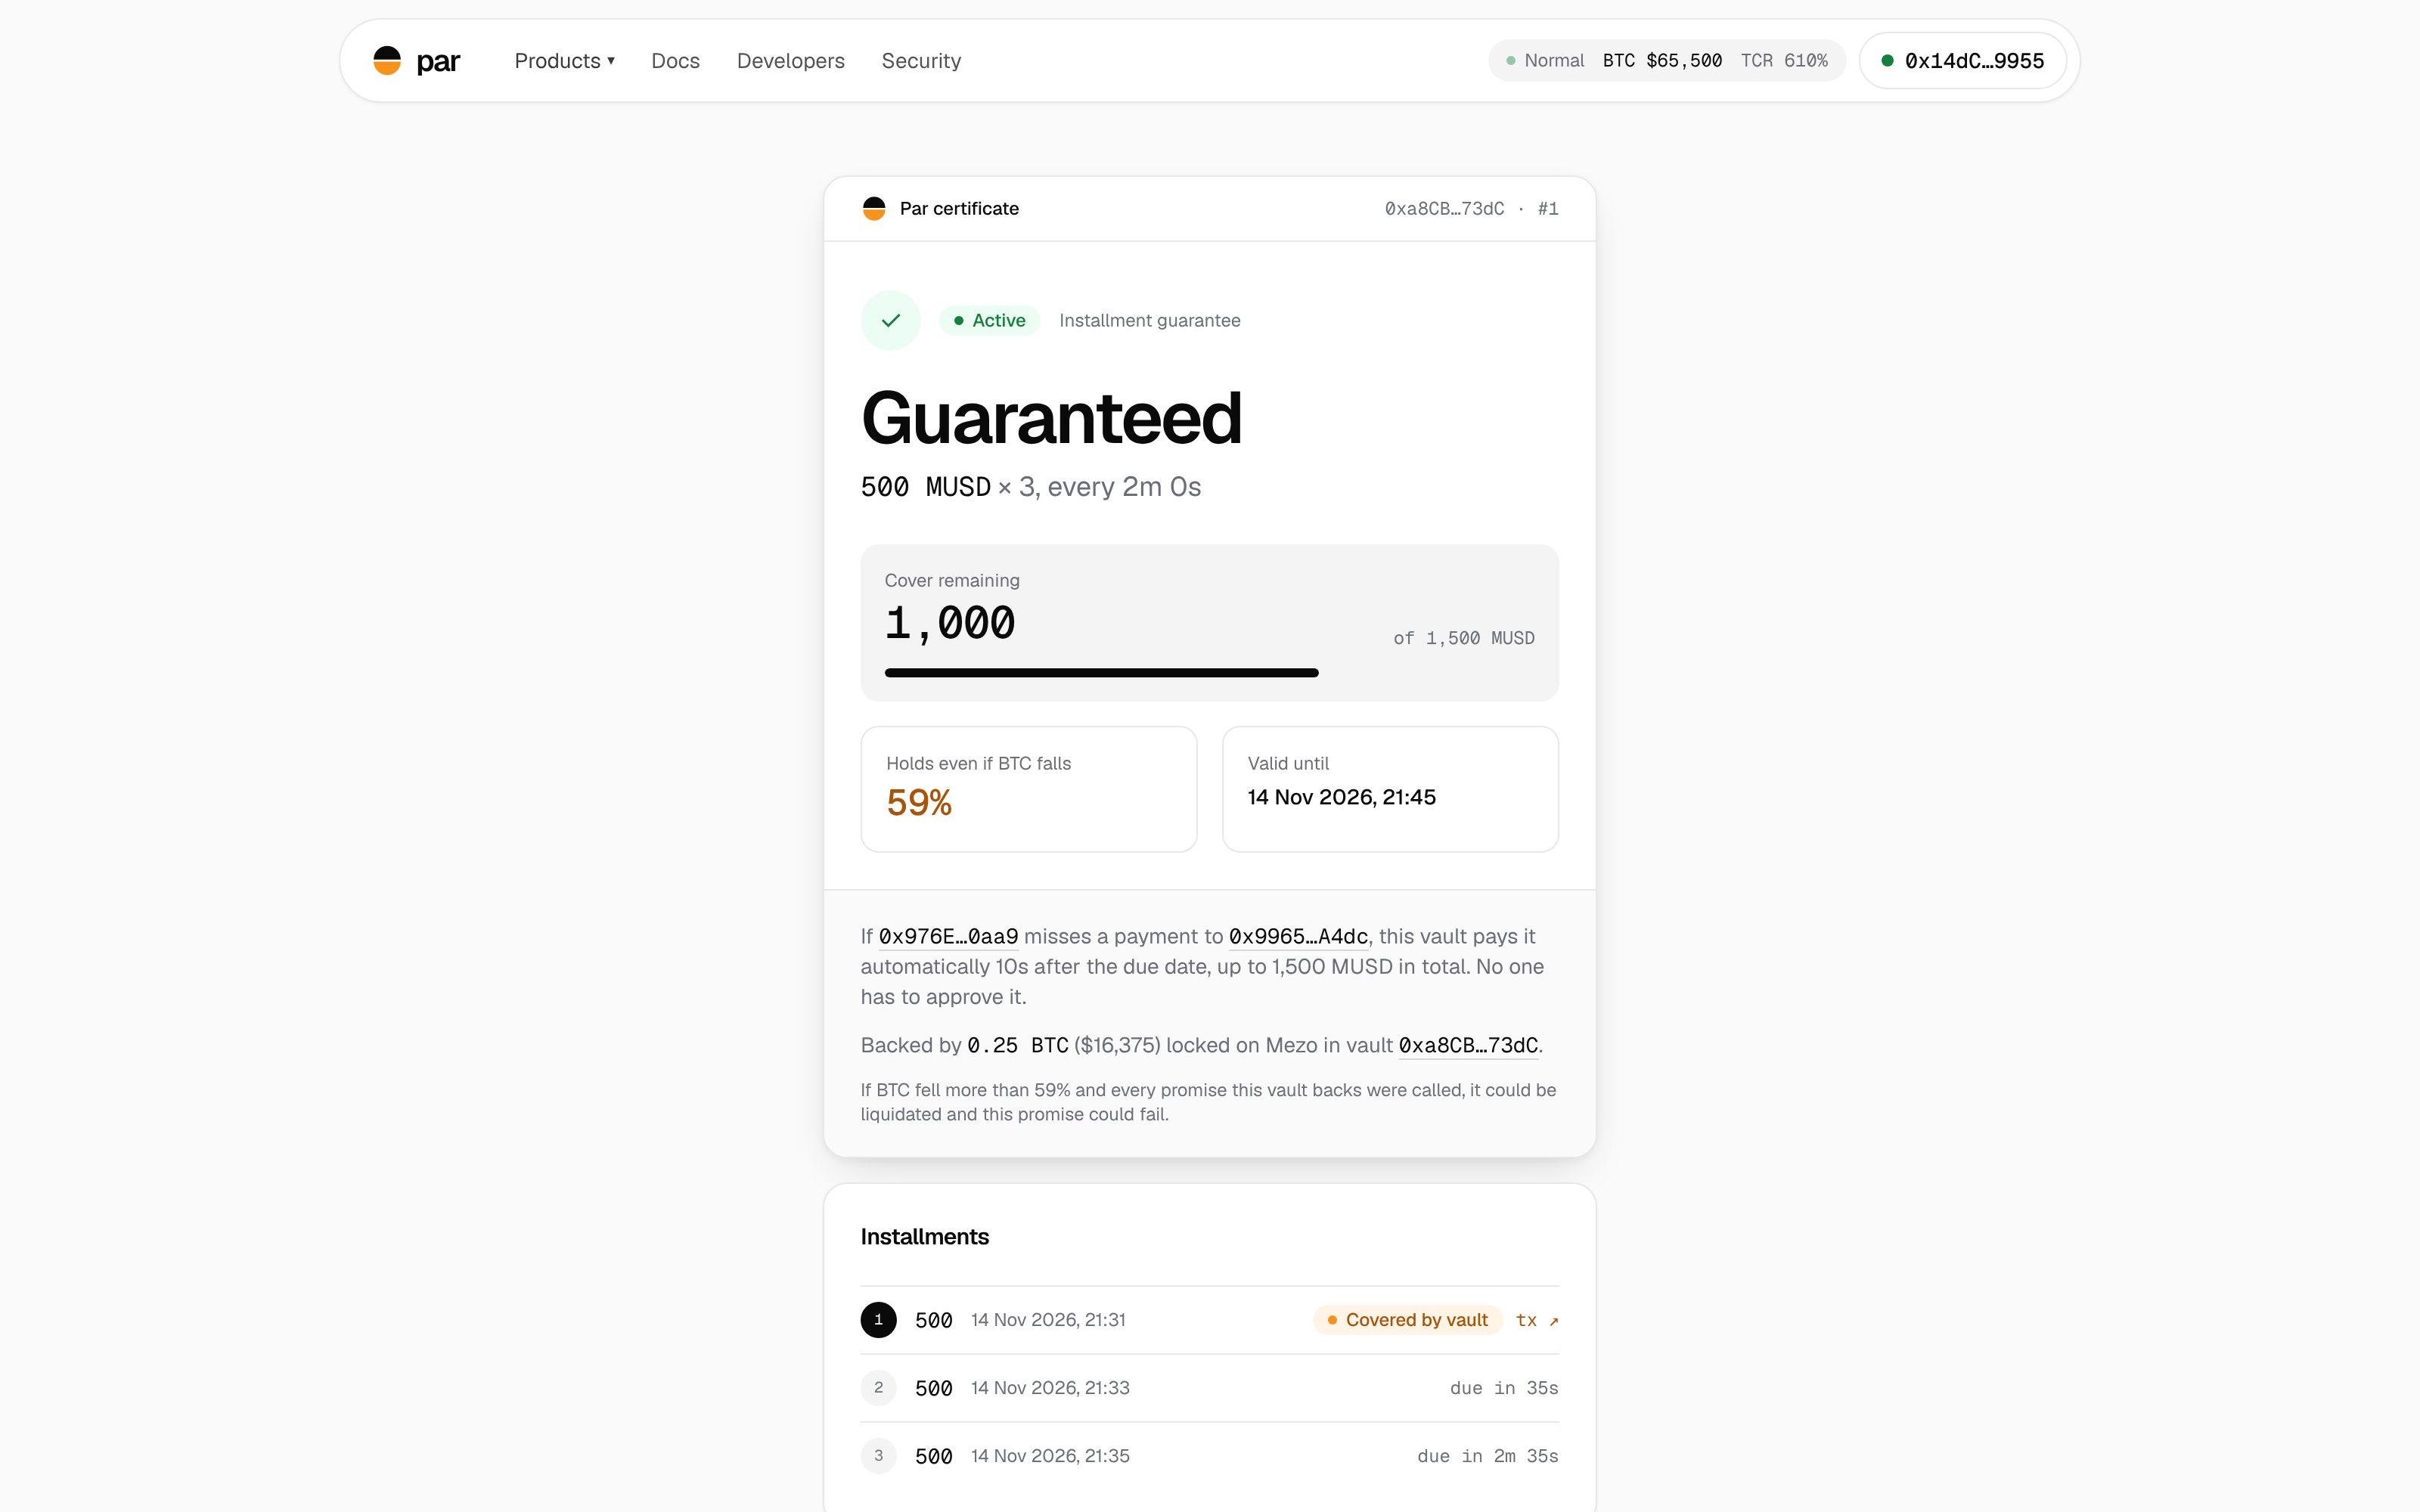 par Products ▾ Docs Developers Security Normal BTC $65,500 TCR 610% 0x14dC…9955
Par certificate 0xa8CB…73dC · #1
Active Installment guarantee
Guaranteed
500 MUSD × 3, every 2m 0s
Cover remaining
1,000
of 1,500 MUSD
Holds even if BTC falls
59%
Valid until
14 Nov 2026, 21:45
If 0x976E…0aa9 misses a payment to 0x9965…A4dc, this vault pays it
automatically 10s after the due date, up to 1,500 MUSD in total. No one
has to approve it.
Backed by 0.25 BTC ($16,375) locked on Mezo in vault 0xa8CB…73dC.
If BTC fell more than 59% and every promise this vault backs were called, it could be
liquidated and this promise could fail.
Installments
1 500 14 Nov 2026, 21:31 Covered by vault tx ↗
2 500 14 Nov 2026, 21:33 due in 35s
3 500 14 Nov 2026, 21:35 due in 2m 35s